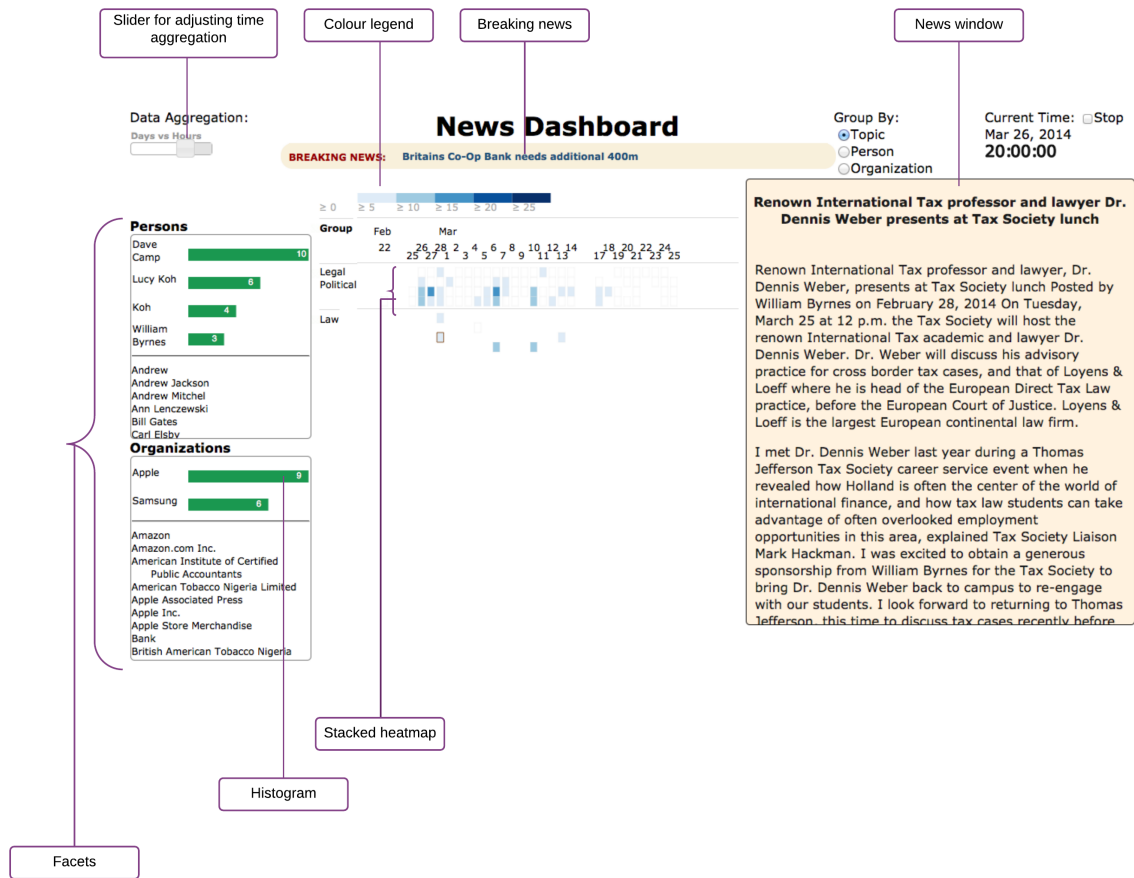 Slider for adjusting time
aggregation
Colour legend
Breaking news
News window
Data Aggregation:
Days vs Hours
News Dashboard
BREAKING NEWS: Britains Co-Op Bank needs additional 400m
Group By:
Topic
Person
Organization
Current Time: Stop
Mar 26, 2014
20:00:00
≥ 0 ≥ 5 ≥ 10 ≥ 15 ≥ 20 ≥ 25
Group
Feb Mar
22 26 28 2 4 6 8 10 12 14 18 20 22 24
25 27 1 3 5 7 9 11 13 17 19 21 23 25
Legal
Political
Law
Persons
Dave
Camp
10
Lucy Koh 6
Koh 4
William
Byrnes
3
Andrew
Andrew Jackson
Andrew Mitchel
Ann Lenczewski
Bill Gates
Carl Elsby
Organizations
Apple 9
Samsung 6
Amazon
Amazon.com Inc.
American Institute of Certified
Public Accountants
American Tobacco Nigeria Limited
Apple Associated Press
Apple Inc.
Apple Store Merchandise
Bank
British American Tobacco Nigeria
Renown International Tax professor and lawyer Dr.
Dennis Weber presents at Tax Society lunch
Renown International Tax professor and lawyer, Dr.
Dennis Weber, presents at Tax Society lunch Posted by
William Byrnes on February 28, 2014 On Tuesday,
March 25 at 12 p.m. the Tax Society will host the
renown International Tax academic and lawyer Dr.
Dennis Weber. Dr. Weber will discuss his advisory
practice for cross border tax cases, and that of Loyens &
Loeff where he is head of the European Direct Tax Law
practice, before the European Court of Justice. Loyens &
Loeff is the largest European continental law firm.
I met Dr. Dennis Weber last year during a Thomas
Jefferson Tax Society career service event when he
revealed how Holland is often the center of the world of
international finance, and how tax law students can take
advantage of often overlooked employment
opportunities in this area, explained Tax Society Liaison
Mark Hackman. I was excited to obtain a generous
sponsorship from William Byrnes for the Tax Society to
bring Dr. Dennis Weber back to campus to re-engage
with our students. I look forward to returning to Thomas
Jefferson, this time to discuss tax cases recently before
Stacked heatmap
Histogram
Facets